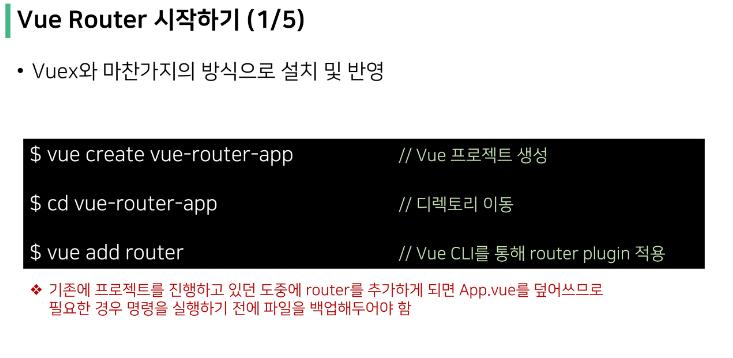 Vue Router 시작하기 (1/5)
• Vuex와 마찬가지의 방식으로 설치 및 반영
$ vue create vue-router-app // Vue 프로젝트 생성
$ cd vue-router-app // 디렉토리 이동
$ vue add router // Vue CLI를 통해 router plugin 적용
❖ 기존에 프로젝트를 진행하고 있던 도중에 router를 추가하게 되면 App.vue를 덮어쓰므로
필요한 경우 명령을 실행하기 전에 파일을 백업해두어야 함